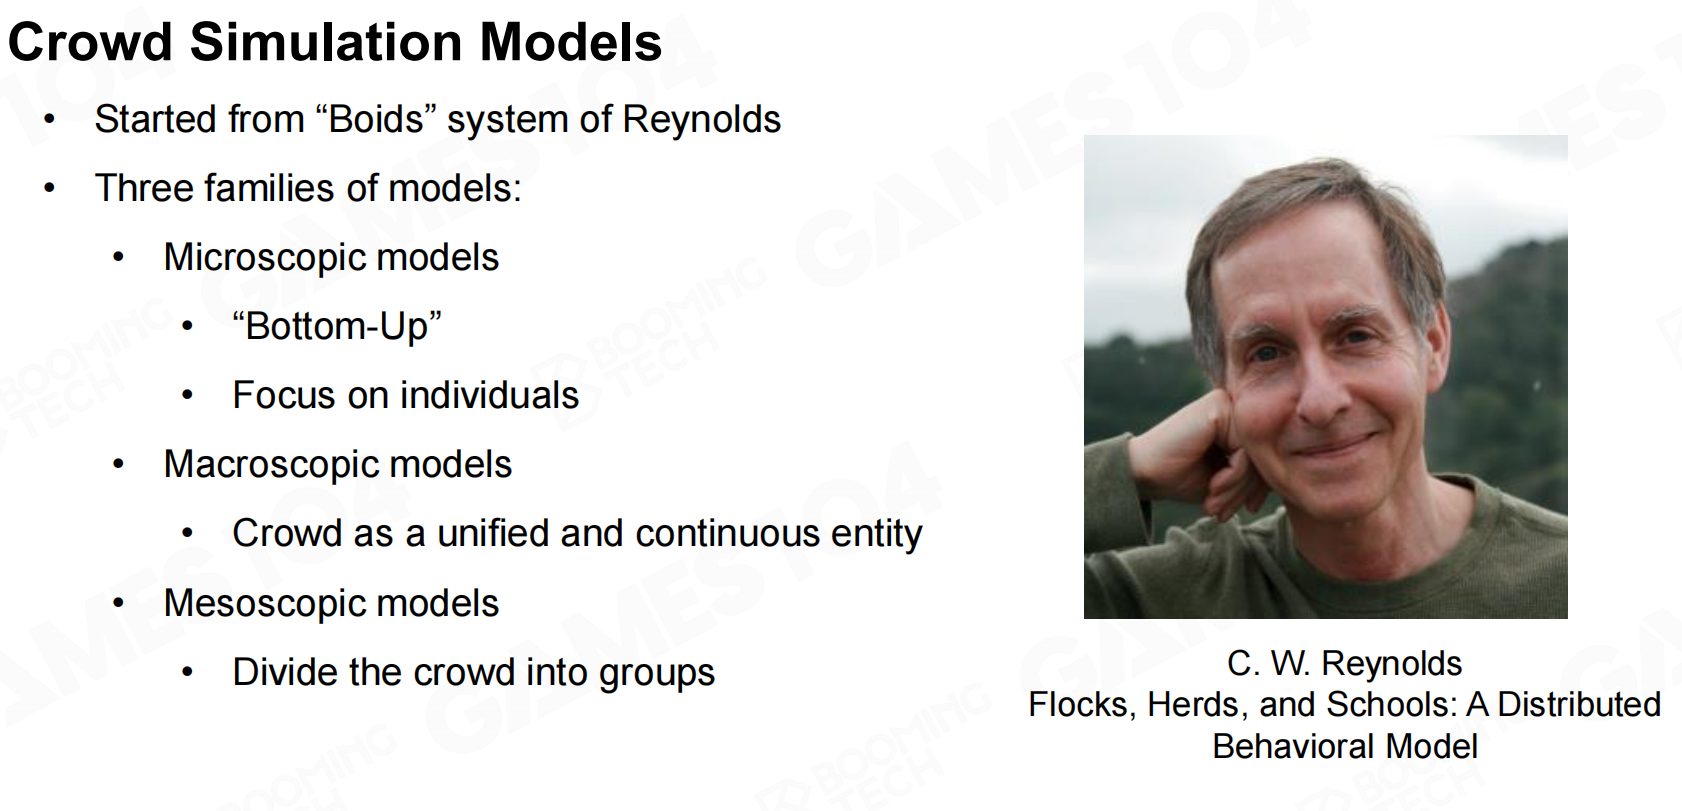 Crowd Simulation Models
• Started from “Boids” system of Reynolds
• Three families of models:
• Microscopic models
• “Bottom-Up”
• Focus on individuals
• Macroscopic models
• Crowd as a unified and continuous entity
• Mesoscopic models
• Divide the crowd into groups
C. W. Reynolds
Flocks, Herds, and Schools: A Distributed
Behavioral Model
GAMES104
BOOMING
TECH